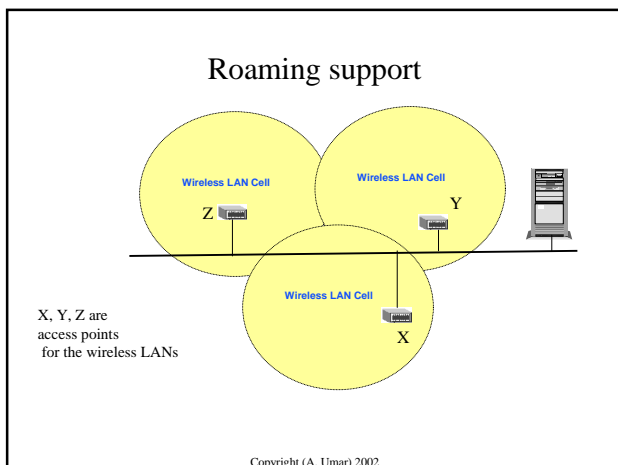 Roaming support
Wireless LAN Cell
Wireless LAN Cell
Z
Y
Wireless LAN Cell
X
X, Y, Z are
access points
for the wireless LANs
Copyright (A. Umar) 2002